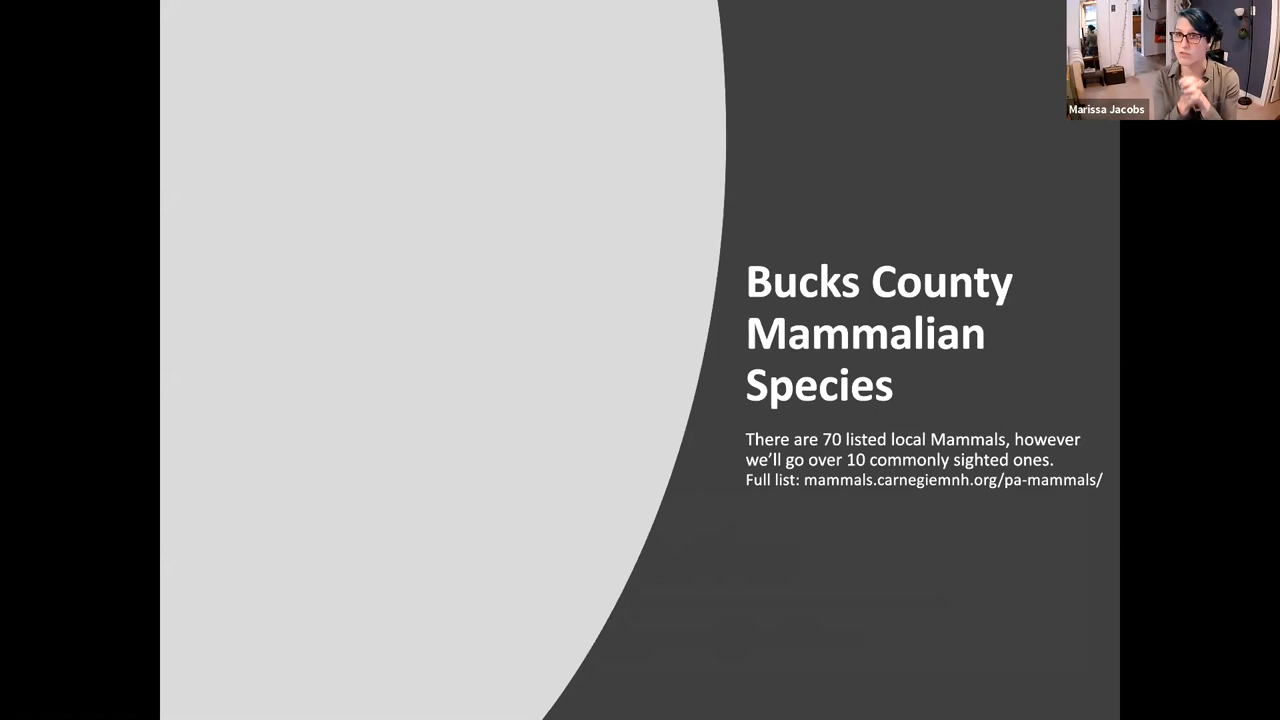 Marissa Jacobs
Bucks County
Mammalian
Species
There are 70 listed local Mammals, however
we'll go over 10 commonly sighted ones.
Full list: mammals.carnegiemnh.org/pa-mammals/